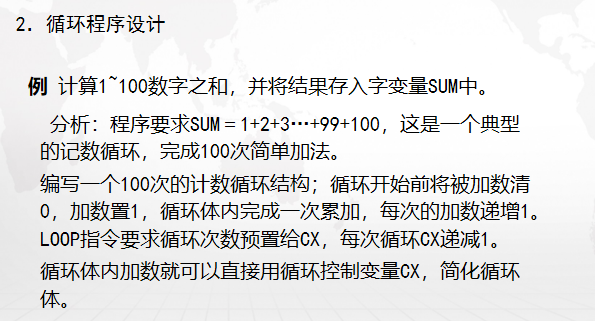 2. 循环程序设计
例 计算1~100数字之和，并将结果存入字变量SUM中。
分析：程序要求SUM＝1+2+3…+99+100，这是一个典型
的记数循环，完成100次简单加法。
编写一个100次的计数循环结构；循环开始前将被加数清
0，加数置1，循环体内完成一次累加，每次的加数递增1。
LOOP指令要求循环次数预置给CX，每次循环CX递减1。
循环体内加数就可以直接用循环控制变量CX，简化循环
体。